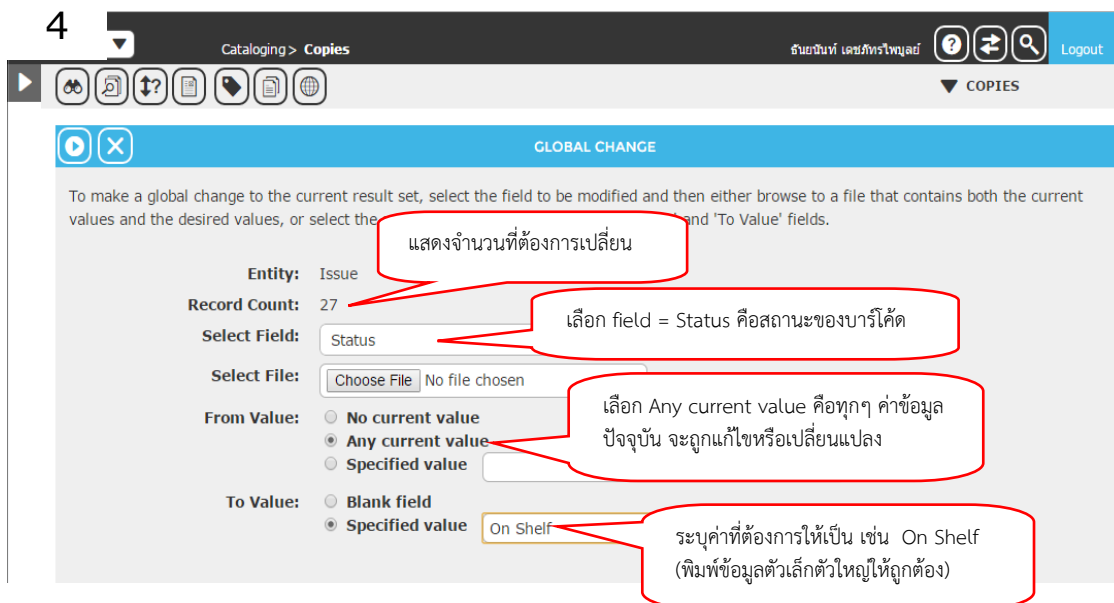 4
Cataloging > Copies
ธันยนันท์ เดชภัทรไพบูลย์
Logout
COPIES
GLOBAL CHANGE
To make a global change to the current result set, select the field to be modified and then either browse to a file that contains both the current
values and the desired values, or select the and 'To Value' fields.
แสดงจำนวนที่ต้องการเปลี่ยน
Entity: Issue
Record Count: 27
เลือก field = Status คือสถานะของบาร์โค้ด
Select Field: Status
Select File: Choose File No file chosen
เลือก Any current value คือทุกๆ ค่าข้อมูล
ปัจจุบัน จะถูกแก้ไขหรือเปลี่ยนแปลง
From Value: No current value
Any current value
Specified value
To Value: Blank field
Specified value On Shelf
ระบุค่าที่ต้องการให้เป็น เช่น On Shelf
(พิมพ์ข้อมูลตัวเล็กตัวใหญ่ให้ถูกต้อง)